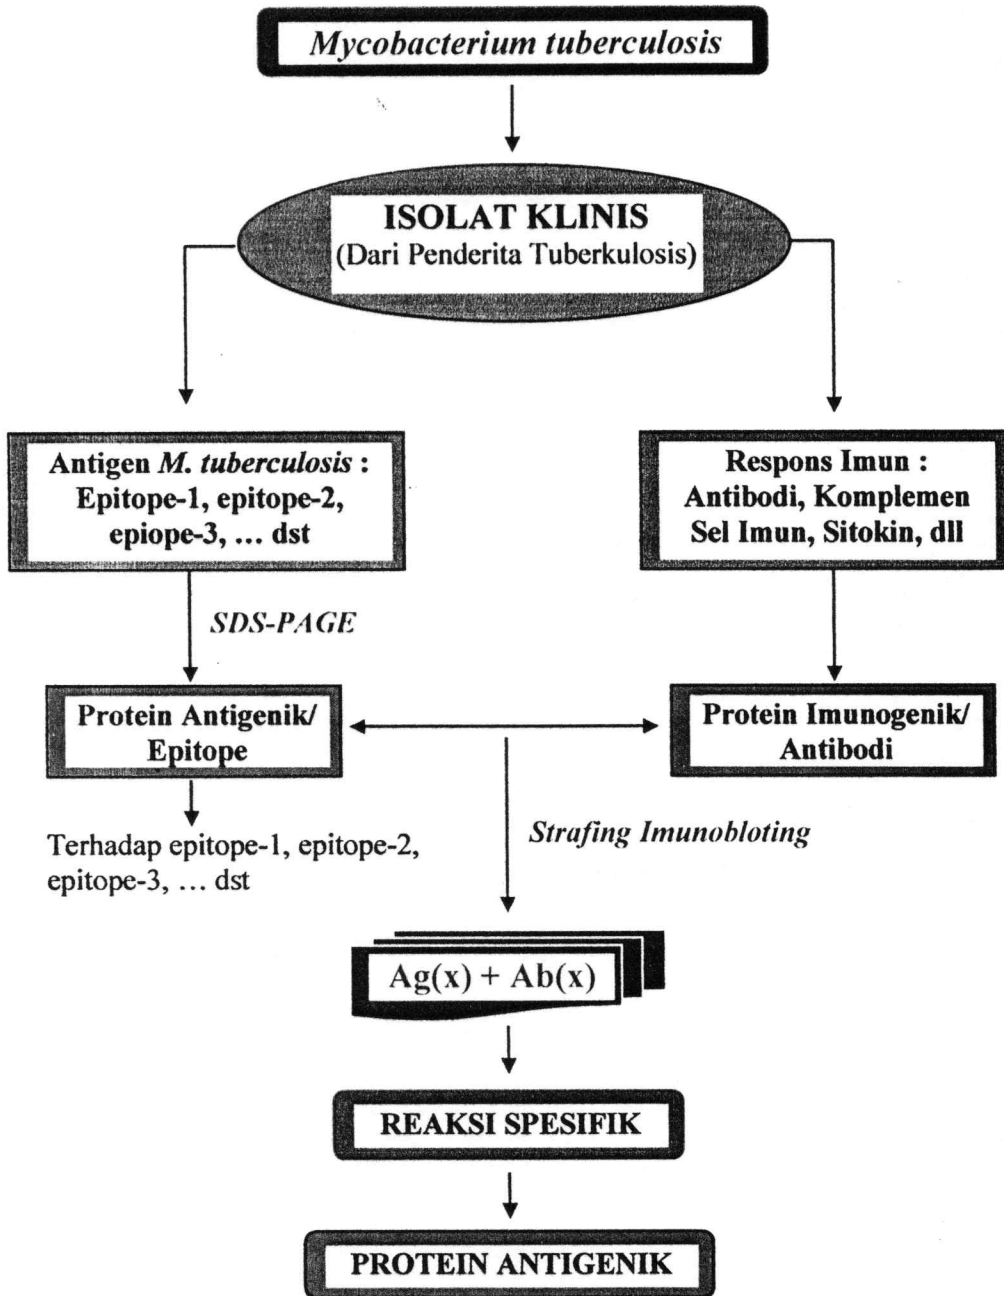 Mycobacterium tuberculosis
ISOLAT KLINIS
(Dari Penderita Tuberkulosis)
Antigen M. tuberculosis :
Epitope-1, epitope-2,
epiope-3, ... dst
Respons Imun :
Antibodi, Komplemen
Sel Imun, Sitokin, dll
SDS-PAGE
Protein Antigenik/
Epitope
Protein Imunogenik/
Antibodi
Terhadap epitope-1, epitope-2,
epitope-3, ... dst
Strafing Imunobloting
Ag(x) + Ab(x)
REAKSI SPESIFIK
PROTEIN ANTIGENIK